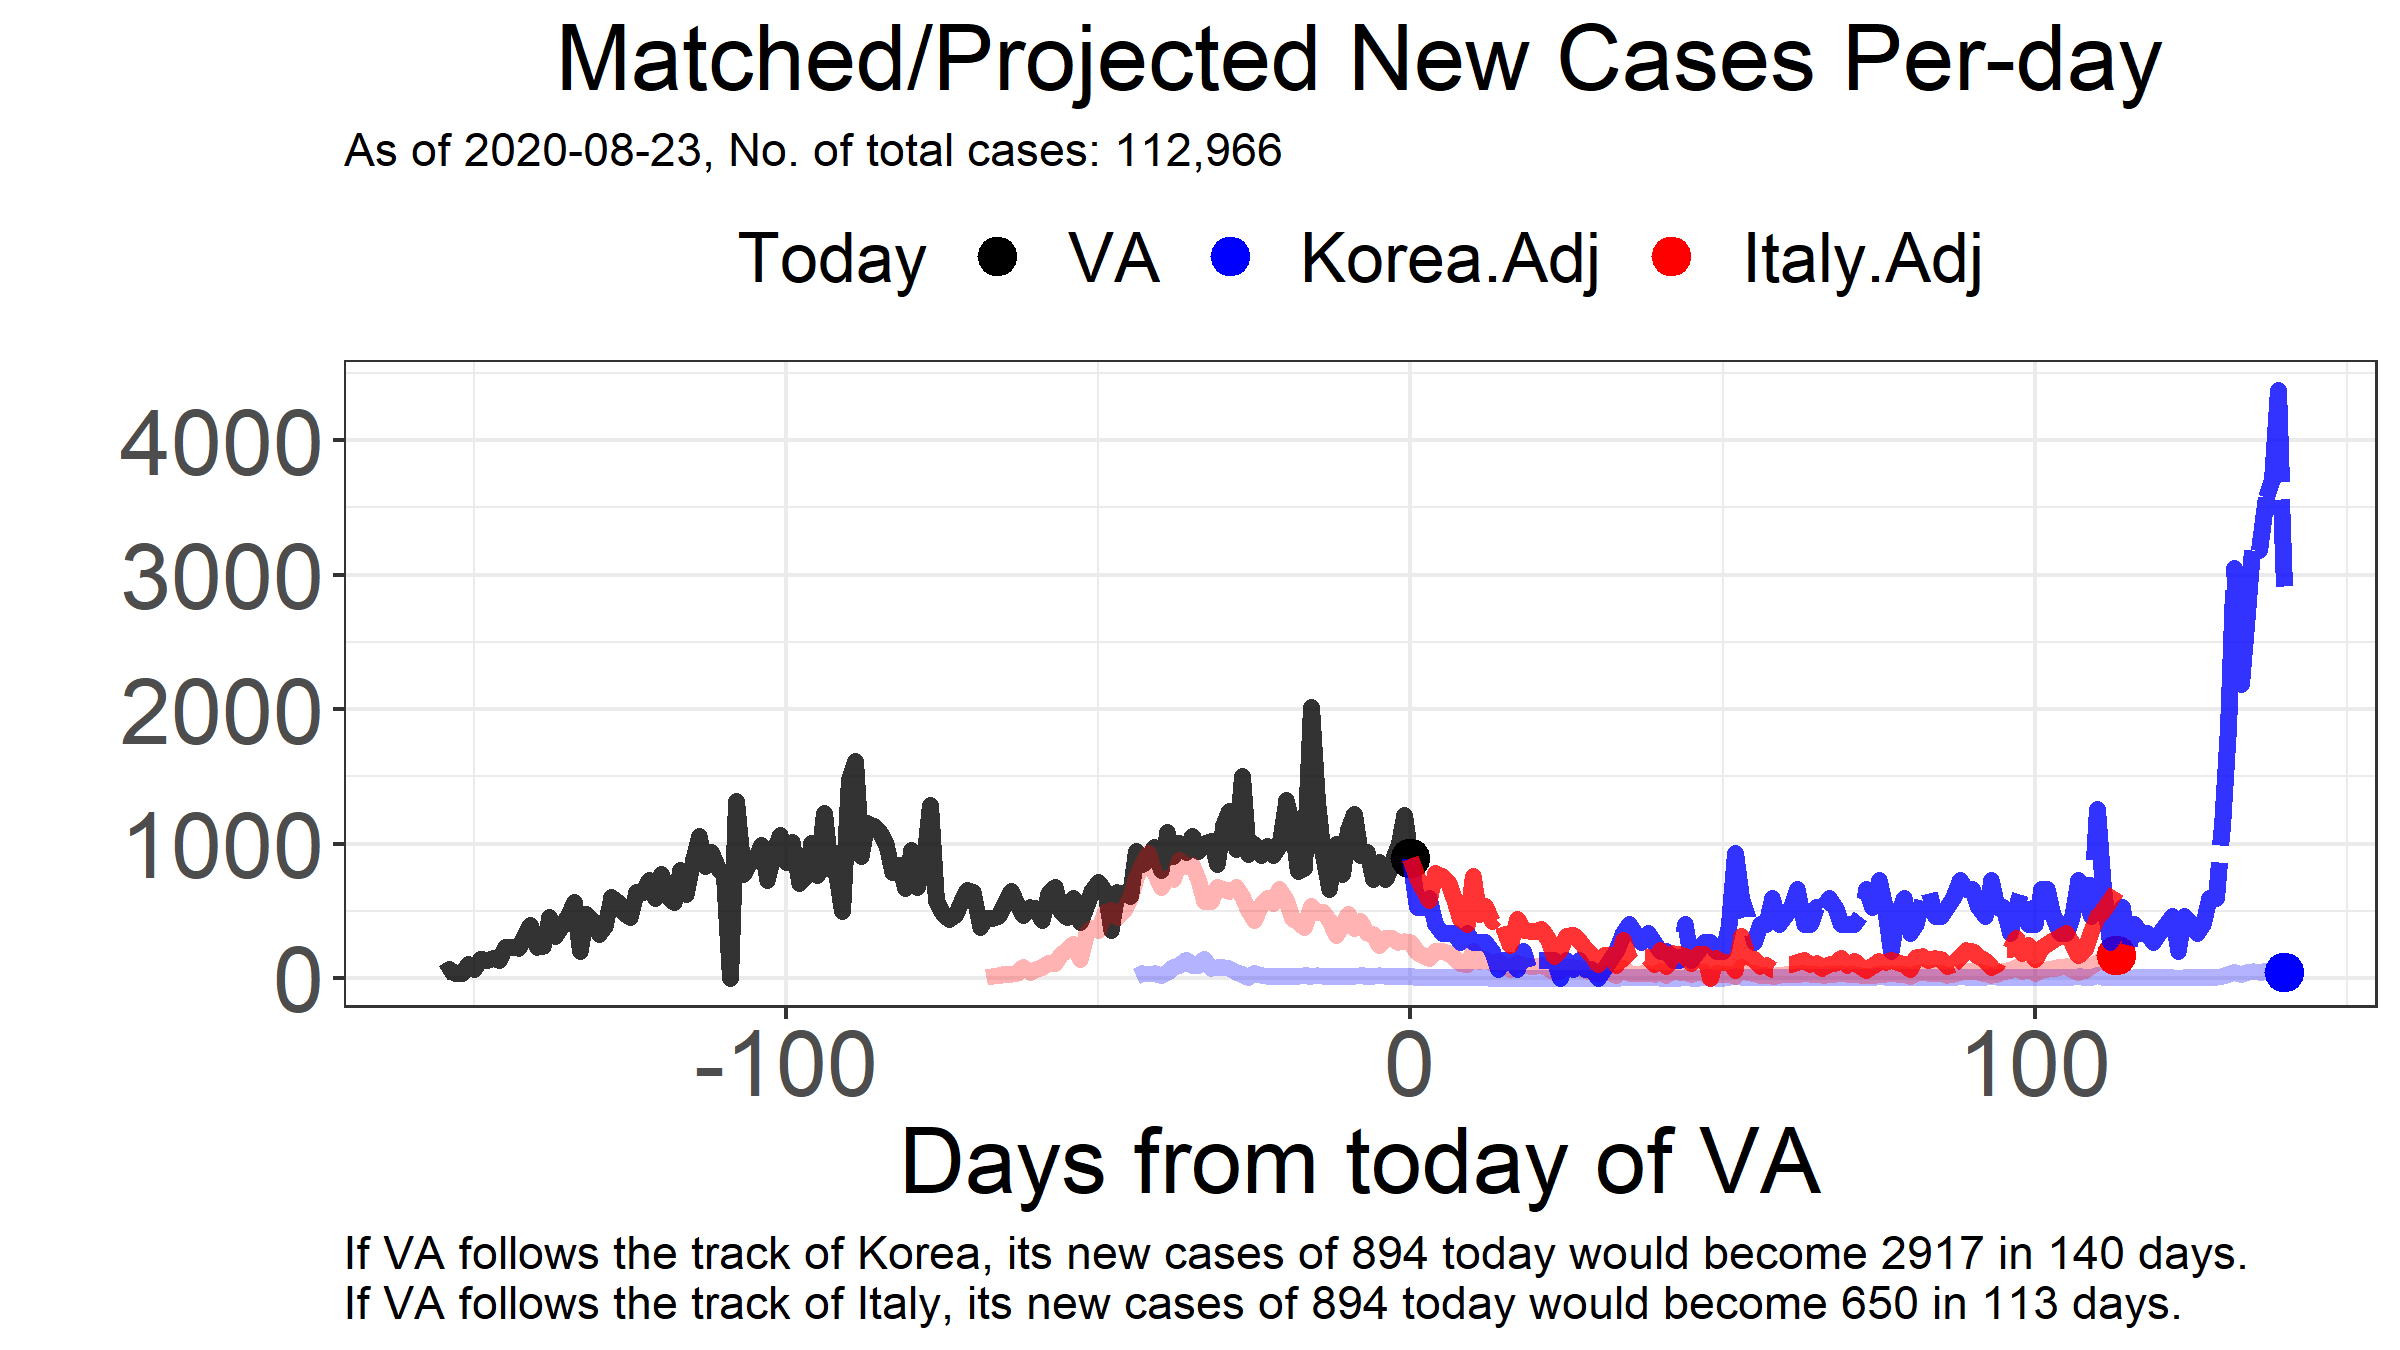 Matched/Projected New Cases Per-day
As of 2020-08-23, No. of total cases: 112,966
Today VA Korea.Adj Italy.Adj
4000
3000
2000
1000
0
-100 0 100
Days from today of VA
If VA follows the track of Korea, its new cases of 894 today would become 2917 in 140 days.
If VA follows the track of Italy, its new cases of 894 today would become 650 in 113 days.